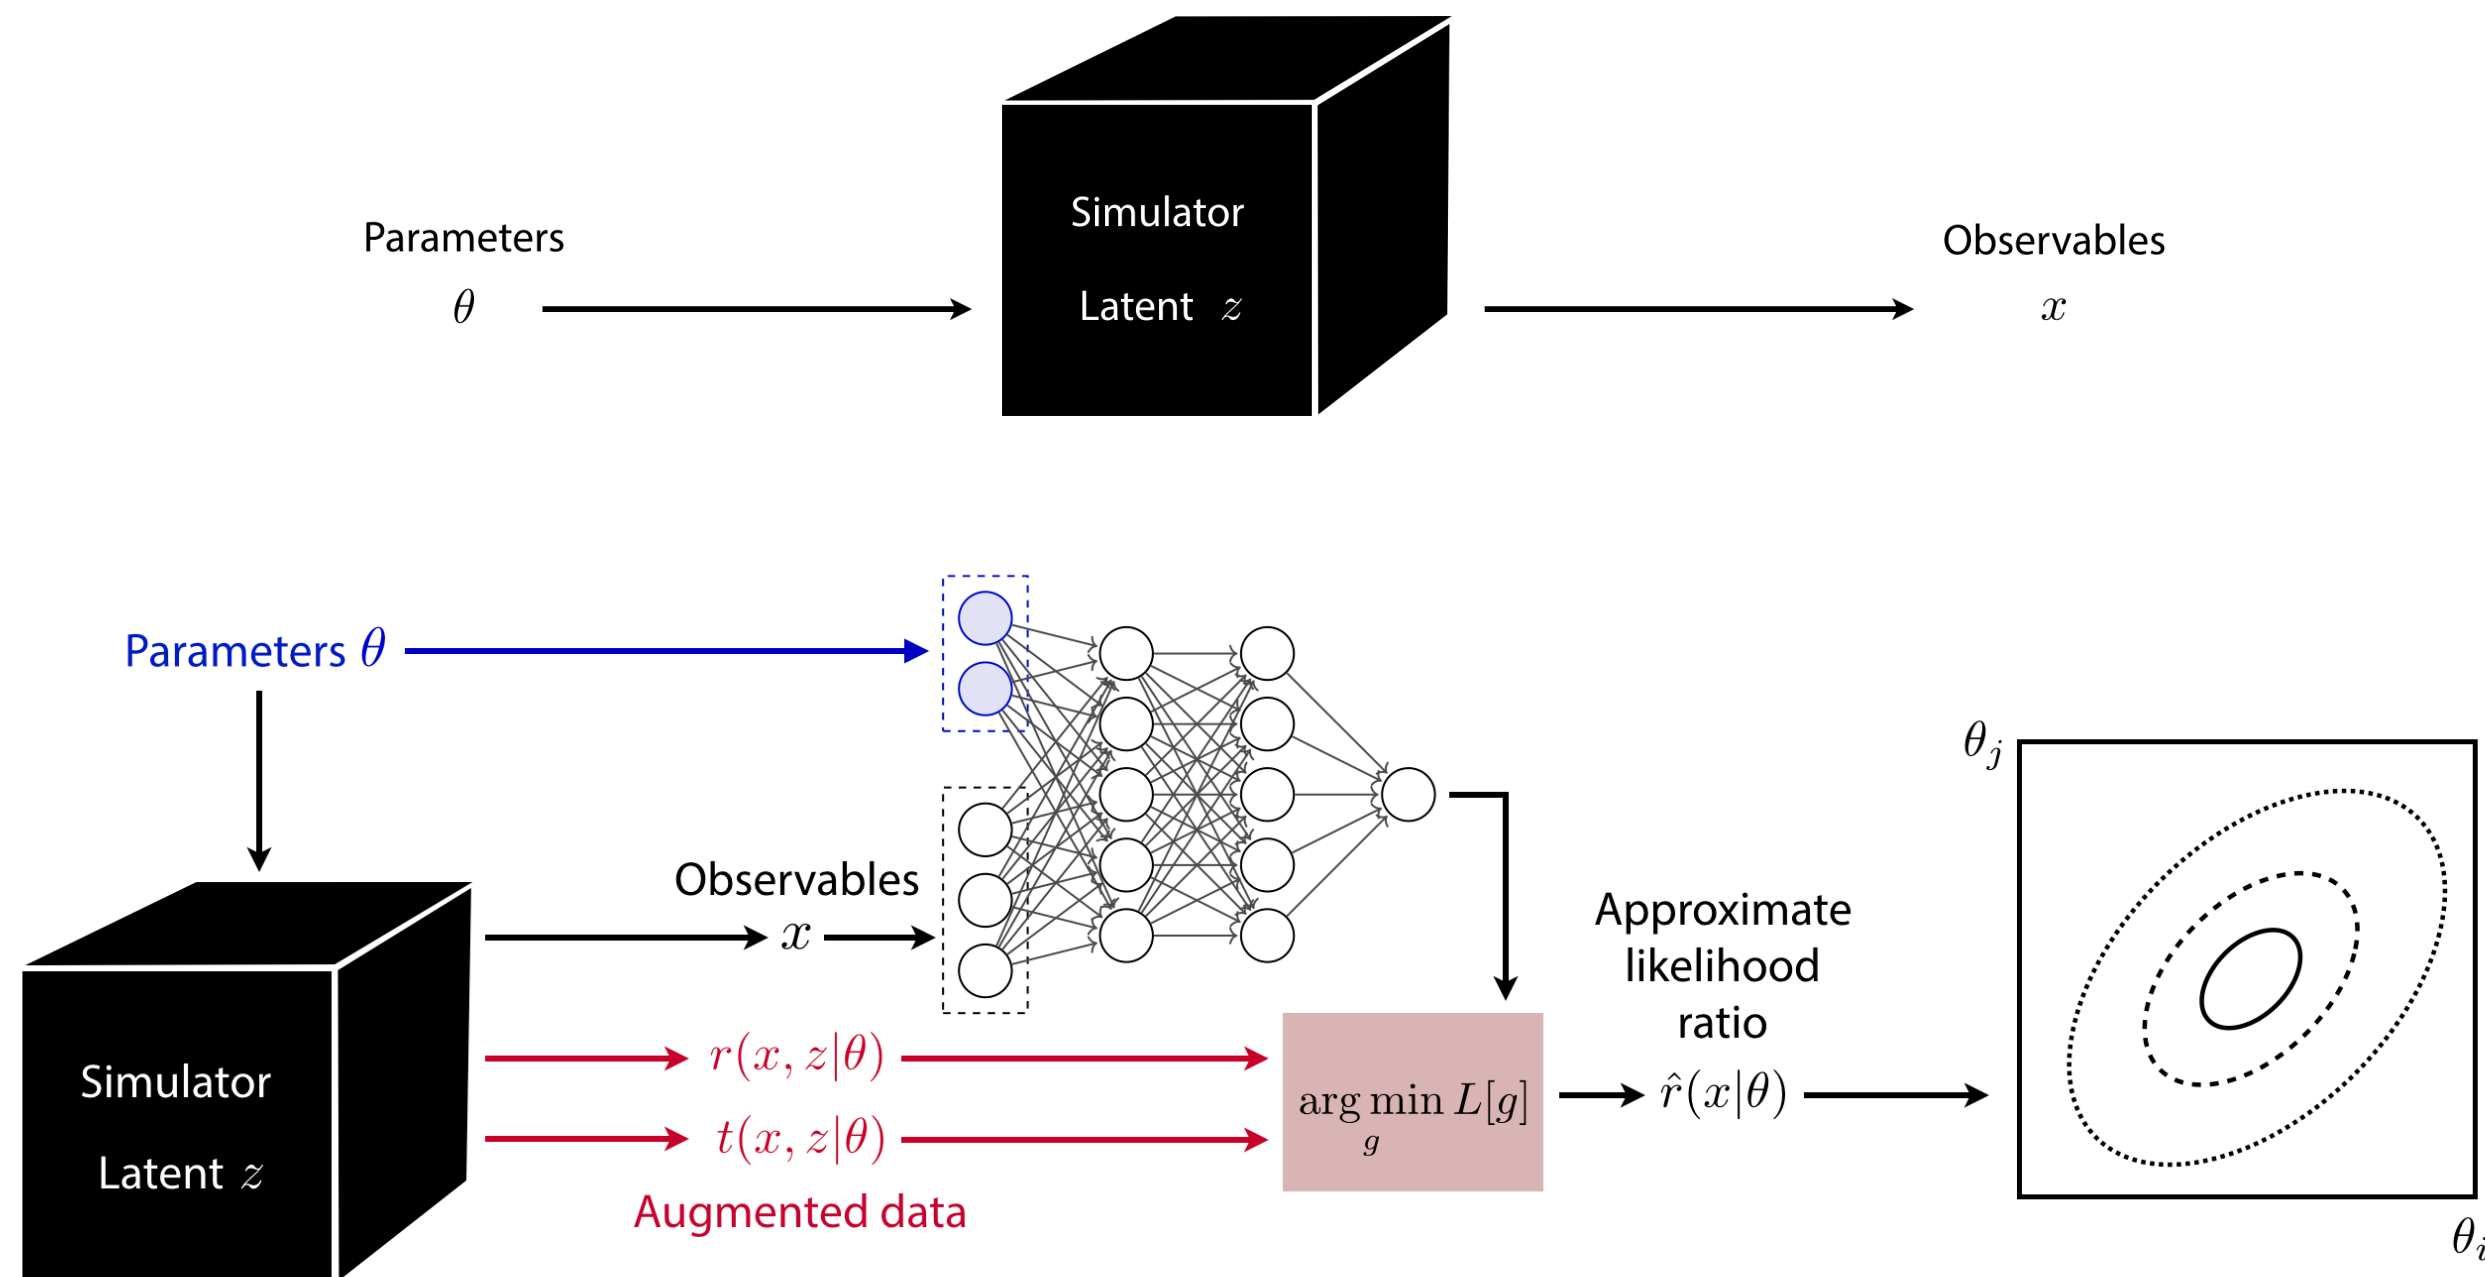 Parameters
θ
Simulator
Latent z
Observables
x
Parameters θ
Observables
x
Simulator
Latent z
r(x, z|θ)
t(x, z|θ)
Augmented data
arg min L[g]
g
Approximate
likelihood
ratio
r̂(x|θ)
θⱼ
θᵢ